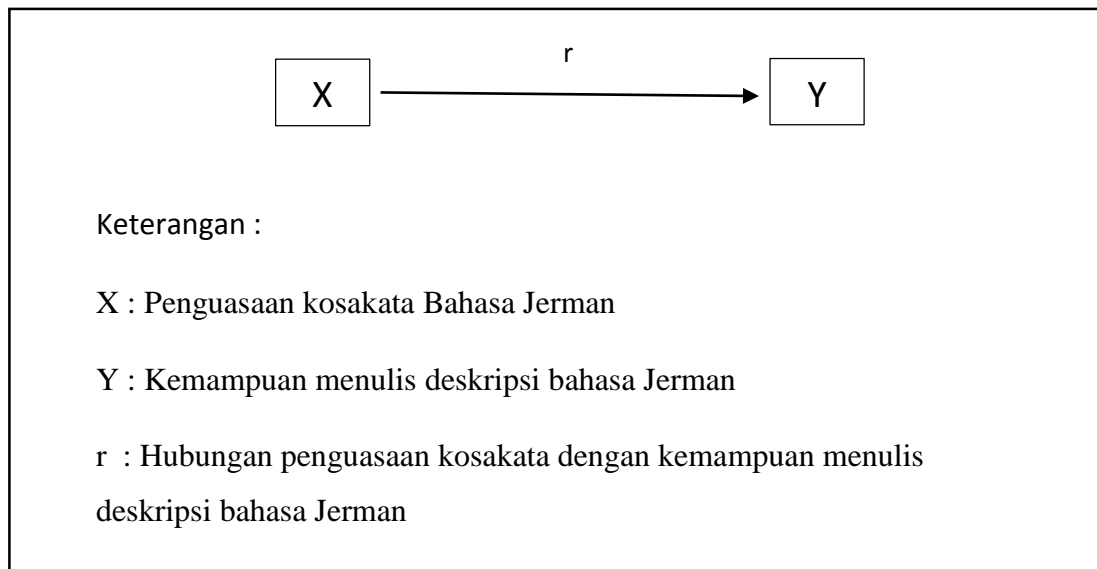 r
X Y
Keterangan :
X : Penguasaan kosakata Bahasa Jerman
Y : Kemampuan menulis deskripsi bahasa Jerman
r : Hubungan penguasaan kosakata dengan kemampuan menulis
deskripsi bahasa Jerman